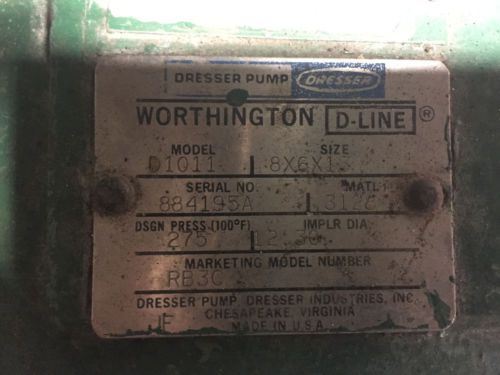 DRESSER PUMP DRESSER
WORTHINGTON D-LINE ®
MODEL SIZE
D1011 8X6X1
SERIAL NO. MATL
884195A
DSGN PRESS (100°F) IMPLR DIA
275
MARKETING MODEL NUMBER
RB3C
DRESSER PUMP, DRESSER INDUSTRIES, INC.
CHESAPEAKE, VIRGINIA
MADE IN U.S.A.